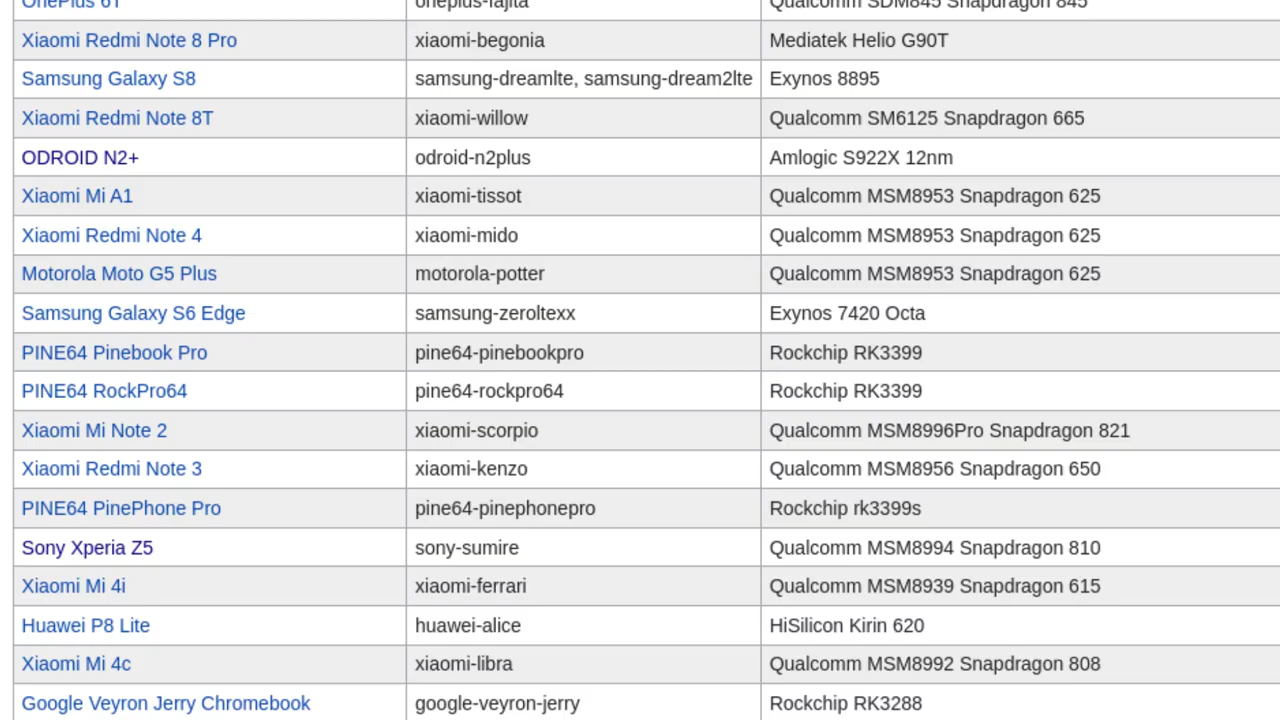 OnePlus 6T oneplus-fajita Qualcomm SDM845 Snapdragon 845
Xiaomi Redmi Note 8 Pro xiaomi-begonia Mediatek Helio G90T
Samsung Galaxy S8 samsung-dreamlte, samsung-dream2lte Exynos 8895
Xiaomi Redmi Note 8T xiaomi-willow Qualcomm SM6125 Snapdragon 665
ODROID N2+ odroid-n2plus Amlogic S922X 12nm
Xiaomi Mi A1 xiaomi-tissot Qualcomm MSM8953 Snapdragon 625
Xiaomi Redmi Note 4 xiaomi-mido Qualcomm MSM8953 Snapdragon 625
Motorola Moto G5 Plus motorola-potter Qualcomm MSM8953 Snapdragon 625
Samsung Galaxy S6 Edge samsung-zeroltexx Exynos 7420 Octa
PINE64 Pinebook Pro pine64-pinebookpro Rockchip RK3399
PINE64 RockPro64 pine64-rockpro64 Rockchip RK3399
Xiaomi Mi Note 2 xiaomi-scorpio Qualcomm MSM8996Pro Snapdragon 821
Xiaomi Redmi Note 3 xiaomi-kenzo Qualcomm MSM8956 Snapdragon 650
PINE64 PinePhone Pro pine64-pinephonepro Rockchip rk3399s
Sony Xperia Z5 sony-sumire Qualcomm MSM8994 Snapdragon 810
Xiaomi Mi 4i xiaomi-ferrari Qualcomm MSM8939 Snapdragon 615
Huawei P8 Lite huawei-alice HiSilicon Kirin 620
Xiaomi Mi 4c xiaomi-libra Qualcomm MSM8992 Snapdragon 808
Google Veyron Jerry Chromebook google-veyron-jerry Rockchip RK3288